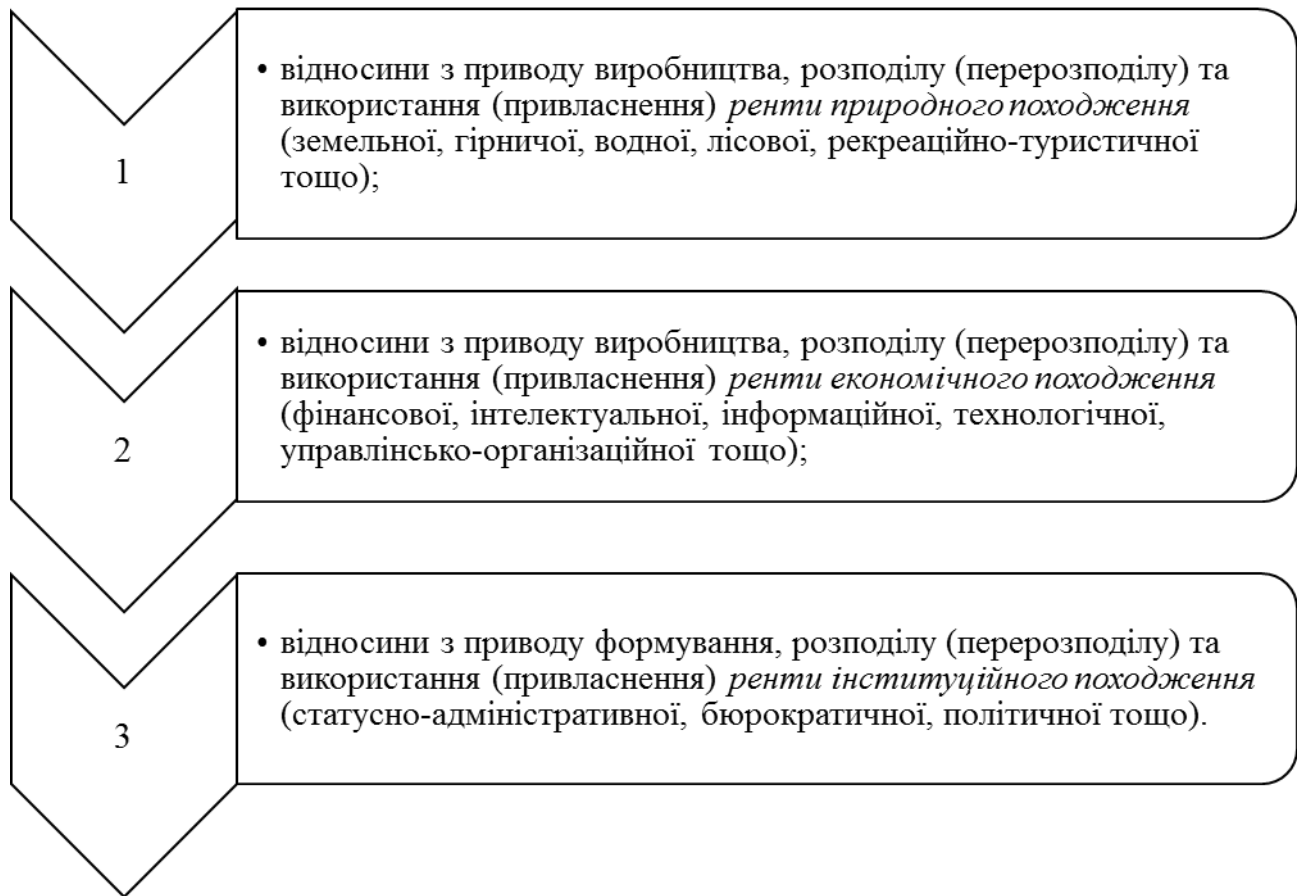 1
• відносини з приводу виробництва, розподілу (перерозподілу) та
використання (привласнення) ренти природного походження
(земельної, гірничої, водної, лісової, рекреаційно-туристичної
тощо);
2
• відносини з приводу виробництва, розподілу (перерозподілу) та
використання (привласнення) ренти економічного походження
(фінансової, інтелектуальної, інформаційної, технологічної,
управлінсько-організаційної тощо);
3
• відносини з приводу формування, розподілу (перерозподілу) та
використання (привласнення) ренти інституційного походження
(статусно-адміністративної, бюрократичної, політичної тощо).